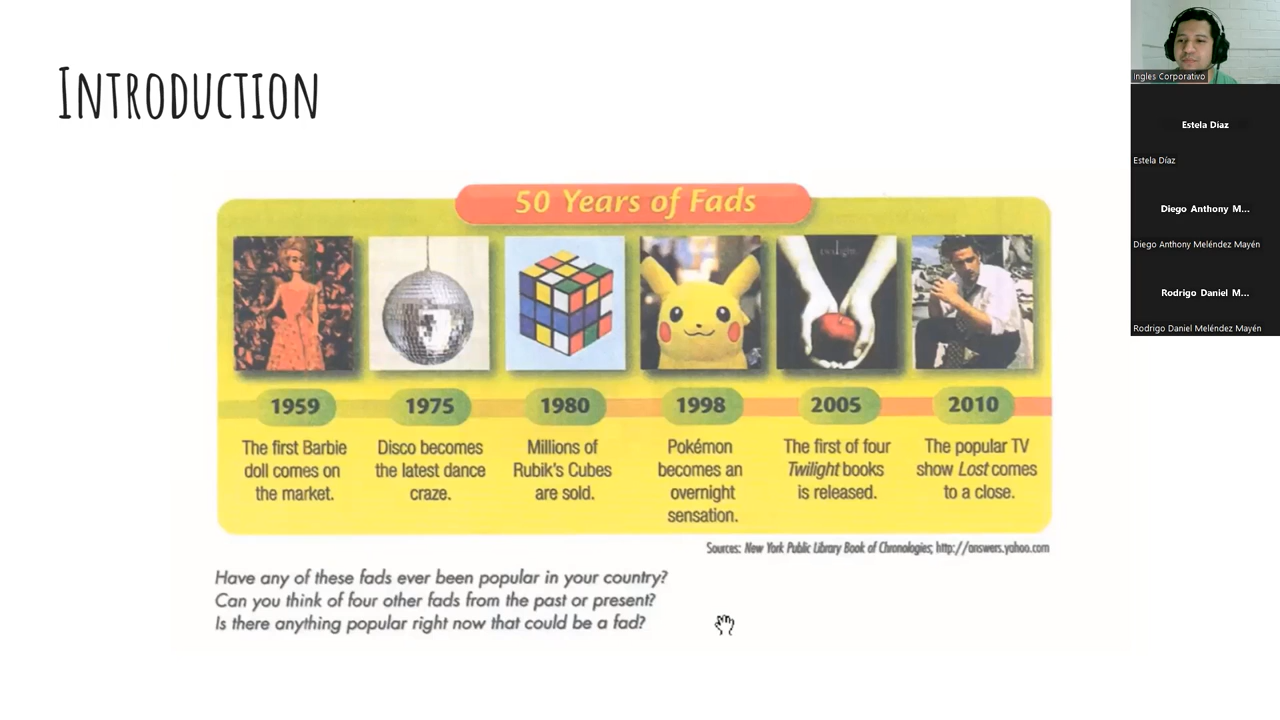 INTRODUCTION
50 Years of Fads
twilight
1959
The first Barbie
doll comes on
the market.
1975
Disco becomes
the latest dance
craze.
1980
Millions of
Rubik's Cubes
are sold.
1998
Pokémon
becomes an
overnight
sensation.
2005
The first of four
Twilight books
is released.
2010
The popular TV
show Lost comes
to a close.
Sources: New York Public Library Book of Chronologies; http://answers.yahoo.com
Have any of these fads ever been popular in your country?
Can you think of four other fads from the past or present?
Is there anything popular right now that could be a fad?
Ingles Corporativo
Estela Díaz
Estela Díaz
Diego Anthony M...
Diego Anthony Meléndez Mayén
Rodrigo Daniel M...
Rodrigo Daniel Meléndez Mayén